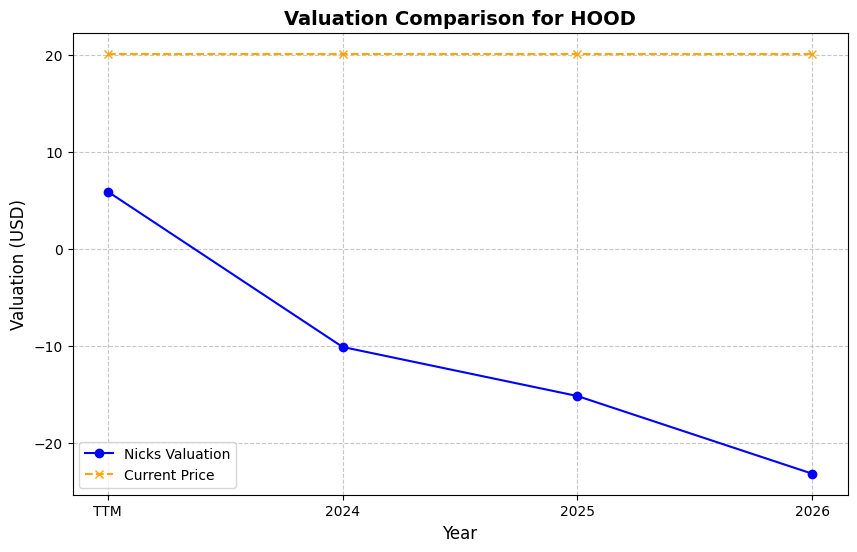 Valuation Comparison for HOOD
Valuation (USD)
20
10
0
−10
−20
Nicks Valuation
Current Price
TTM 2024 2025 2026
Year